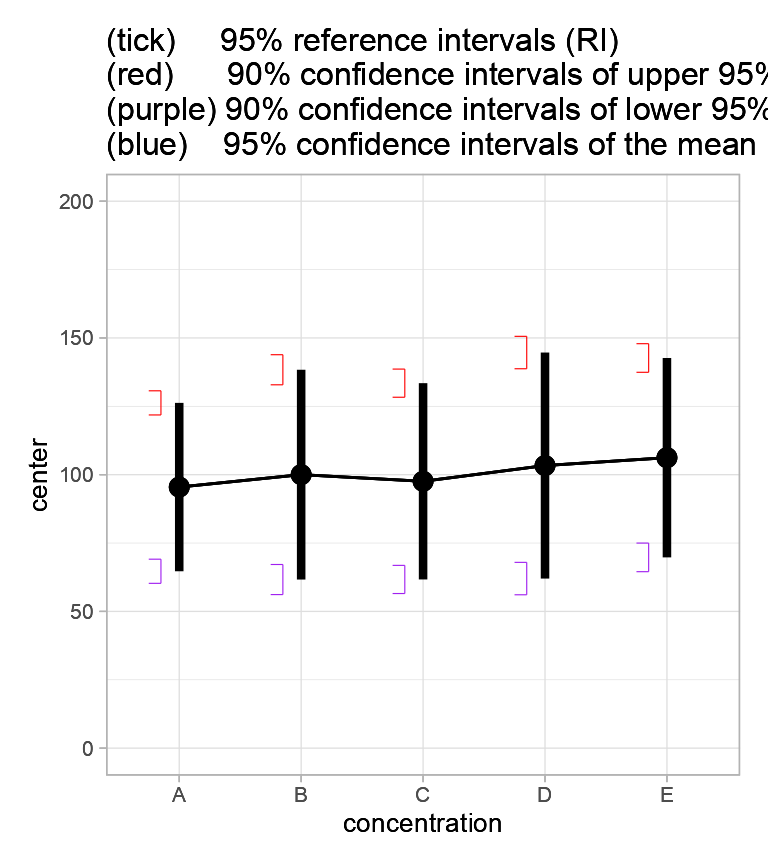 (tick) 95% reference intervals (RI)
(red) 90% confidence intervals of upper 95%
(purple) 90% confidence intervals of lower 95%
(blue) 95% confidence intervals of the mean
200
150
100
50
0
center
A B C D E
concentration